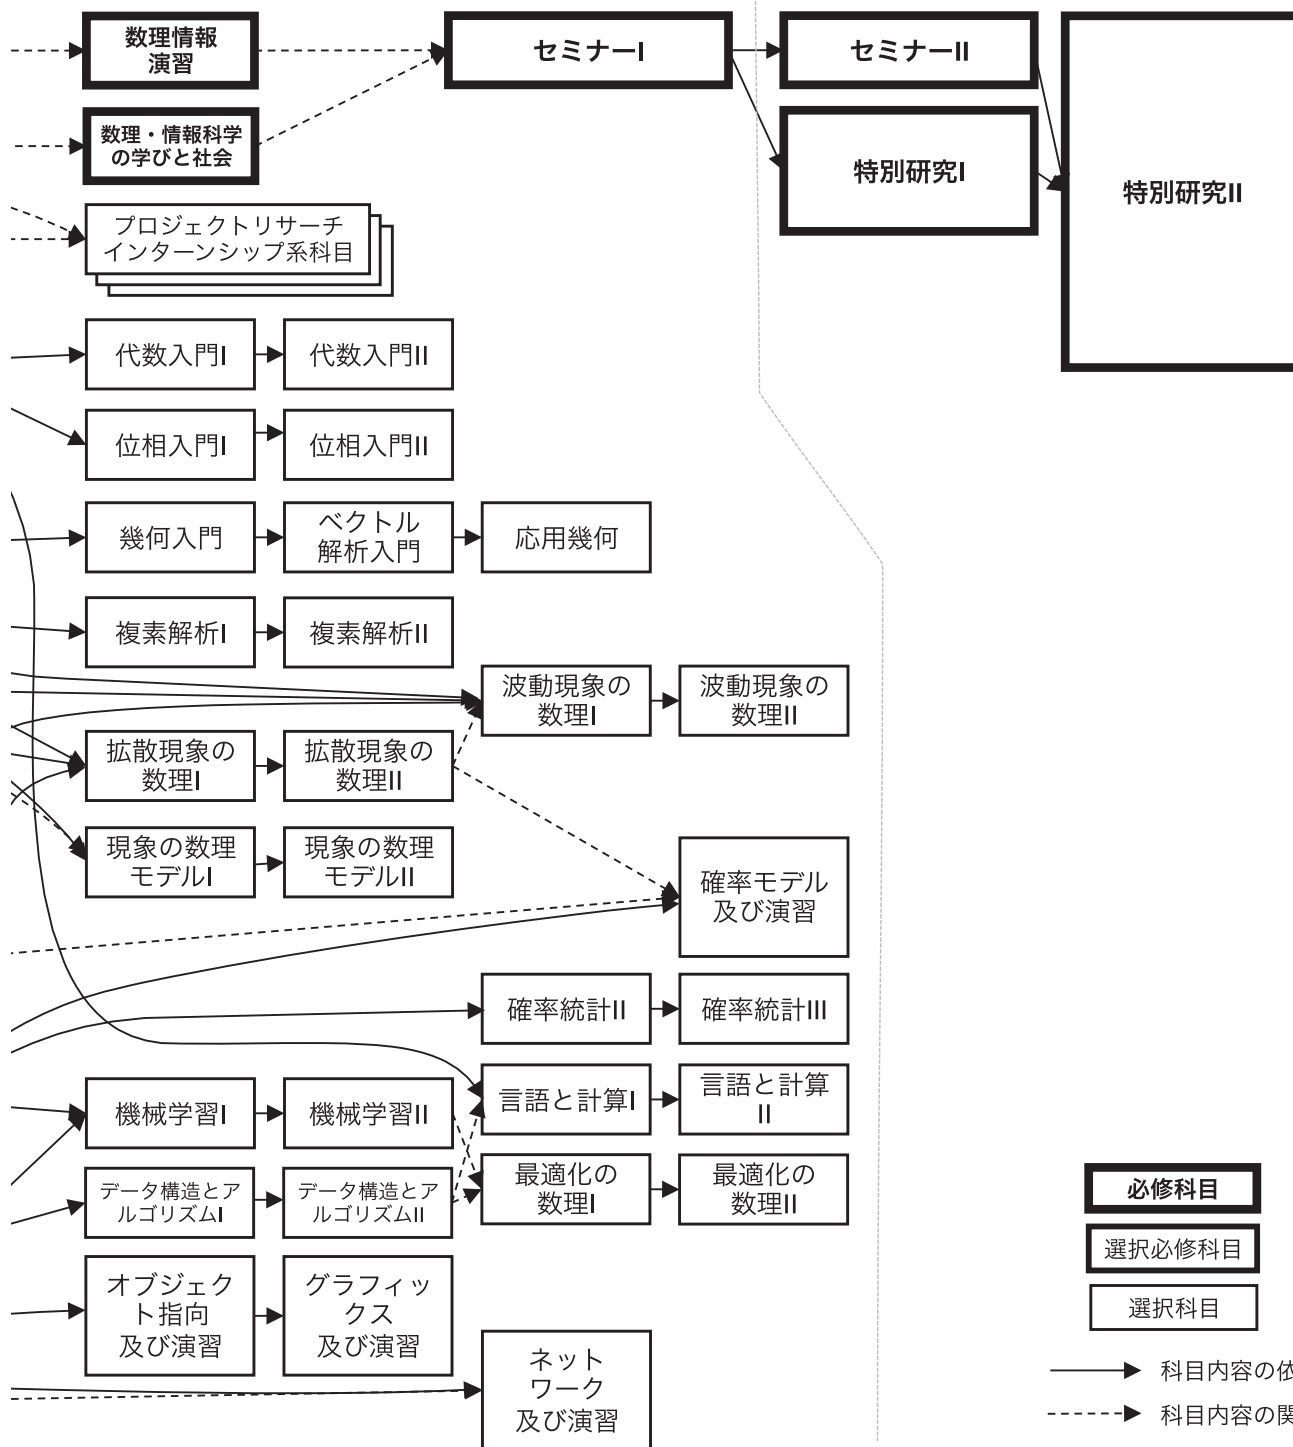 数理情報
演習
セミナーI
セミナーII
数理・情報科学
の学びと社会
特別研究I
特別研究II
プロジェクトリサーチ
インターンシップ系科目
代数入門I
代数入門II
位相入門I
位相入門II
幾何入門
ベクトル
解析入門
応用幾何
複素解析I
複素解析II
波動現象の
数理I
波動現象の
数理II
拡散現象の
数理I
拡散現象の
数理II
現象の数理
モデルI
現象の数理
モデルII
確率モデル
及び演習
確率統計II
確率統計III
機械学習I
機械学習II
言語と計算I
言語と計算
II
データ構造とア
ルゴリズムI
データ構造とア
ルゴリズムII
最適化の
数理I
最適化の
数理II
オブジェク
ト指向
及び演習
グラフィッ
クス
及び演習
ネット
ワーク
及び演習
必修科目
選択必修科目
選択科目
科目内容の依
科目内容の関